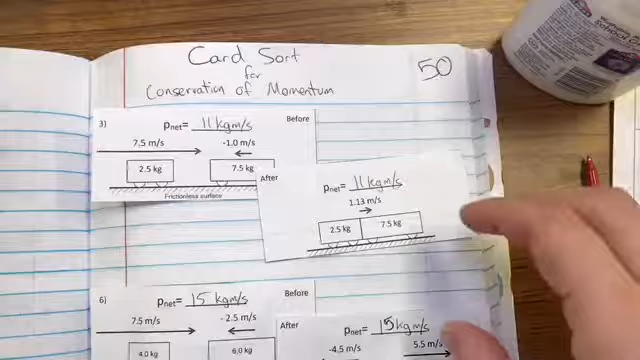 Card Sort
for
Conservation of Momentum
50
3)
Pnet= 11 kgm/s
Before
7.5 m/s
-1.0 m/s
2.5 kg
7.5 kg
Frictionless surface
After
Pnet= 11 kgm/s
1.13 m/s
2.5 kg
7.5 kg
6)
Pnet= 15 kgm/s
Before
7.5 m/s
-2.5 m/s
4.0 kg
6.0 kg
After
Pnet= 15 kgm/s
-4.5 m/s
5.5 m/s